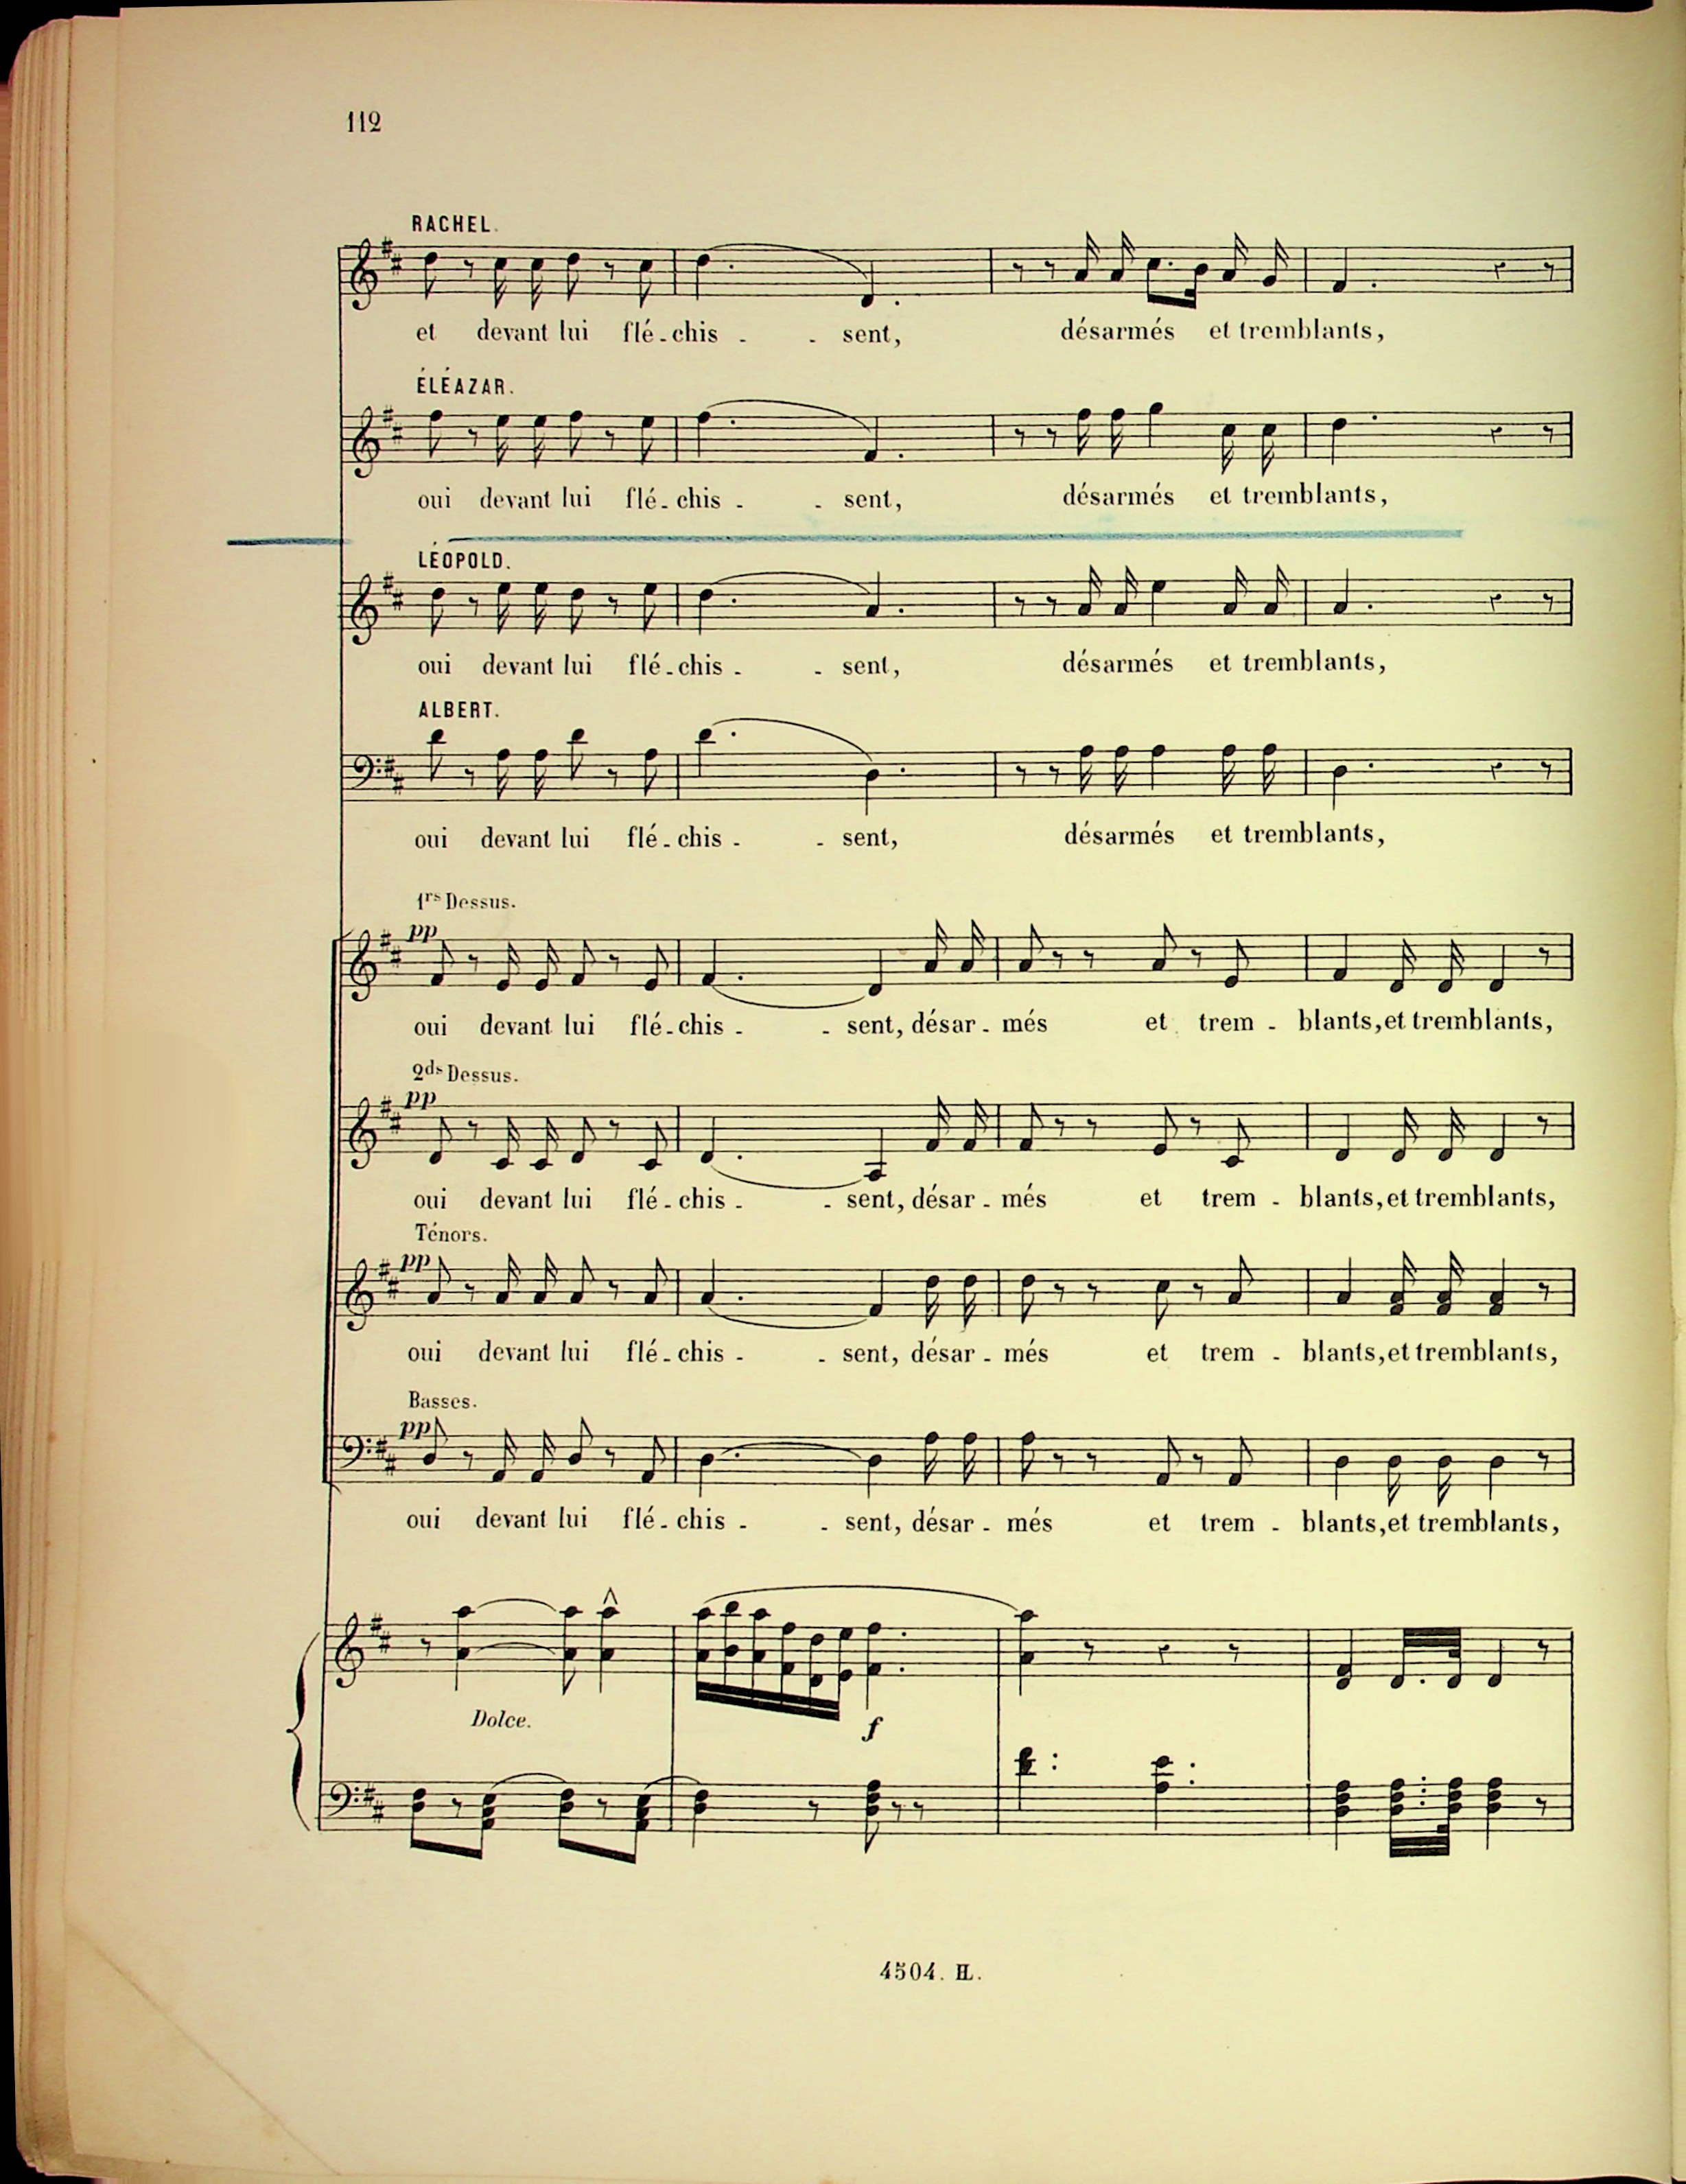 112
RACHEL.
et devant lui flé-chis - - sent, désarmés et tremblants,
ÉLÉAZAR.
oui devant lui flé-chis - - sent, désarmés et tremblants,
LÉOPOLD.
oui devant lui flé-chis - - sent, désarmés et tremblants,
ALBERT.
oui devant lui flé-chis - - sent, désarmés et tremblants,
1rs Dessus.
pp
oui devant lui flé-chis - - sent, désar-més et trem - blants, et tremblants,
2ds Dessus.
pp
oui devant lui flé-chis - - sent, désar-més et trem - blants, et tremblants,
Ténors.
pp
oui devant lui flé-chis - - sent, désar-més et trem - blants, et tremblants,
Basses.
pp
oui devant lui flé-chis - - sent, désar-més et trem - blants, et tremblants,
Dolce.
f
4504. H.